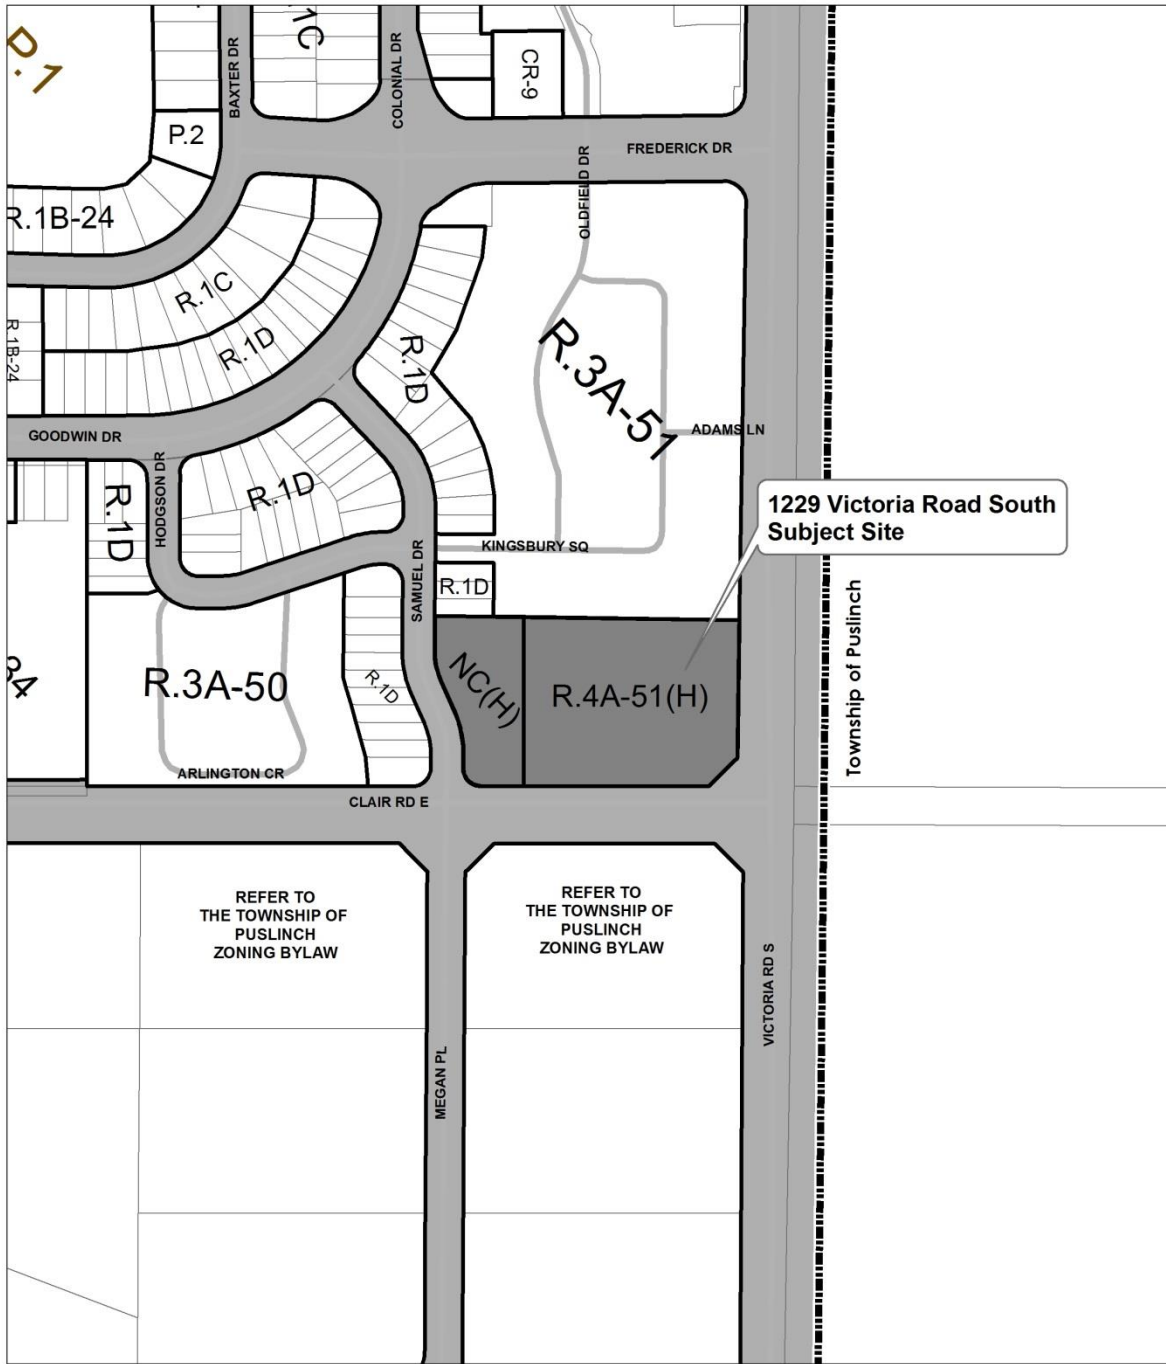 P.1
.1C
BAXTER DR
COLONIAL DR
CR-9
P.2
FREDERICK DR
OLDFIELD DR
R.1B-24
R.1C
R.1D
R.1B-24
R.1D
R.3A-51
ADAMS LN
GOODWIN DR
HODGSON DR
R.1D
R.1D
1229 Victoria Road South
Subject Site
KINGSBURY SQ
SAMUEL DR
R.1D
Township of Puslinch
R.3A-50
R.1D
NC(H)
R.4A-51(H)
84
ARLINGTON CR
CLAIR RD E
REFER TO
THE TOWNSHIP OF
PUSLINCH
ZONING BYLAW
REFER TO
THE TOWNSHIP OF
PUSLINCH
ZONING BYLAW
VICTORIA RD S
MEGAN PL